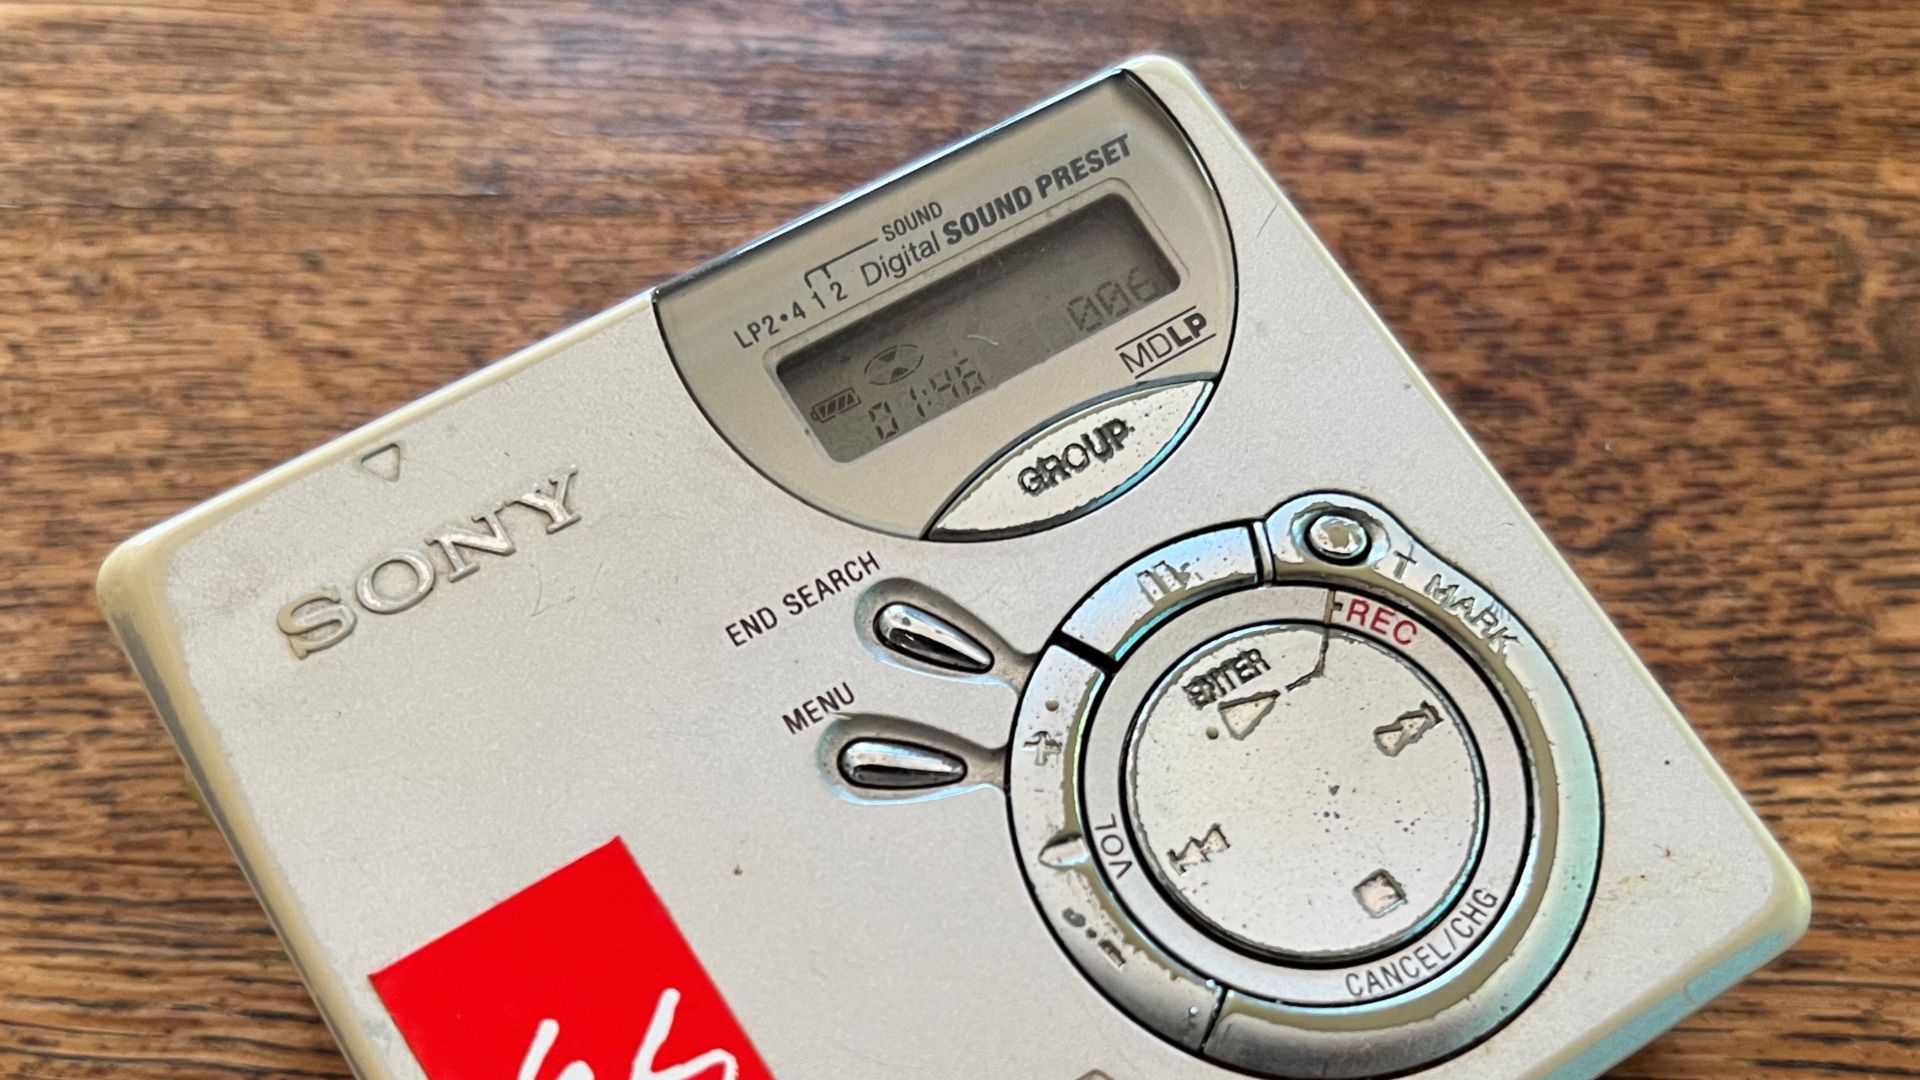 SOUND
LP2•4 1 2 Digital SOUND PRESET
006
01:46
MDLP
GROUP
SONY
END SEARCH
T MARK
REC
MENU
ENTER
VOL
CANCEL/CHG